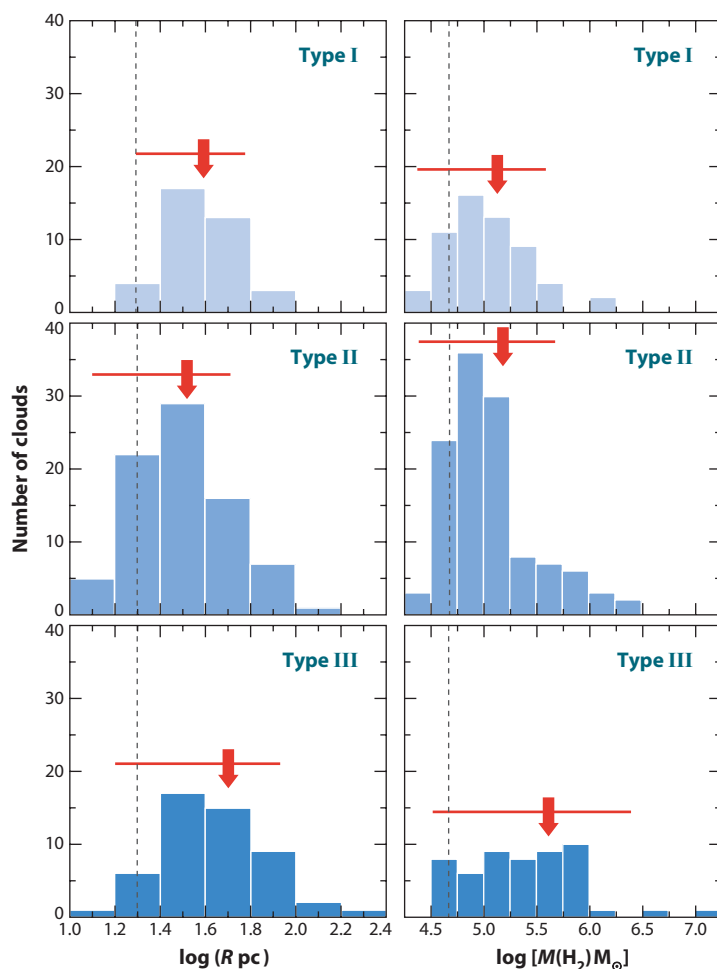 Type I
Type I
40
30
20
10
0
Type II
Type II
40
30
20
10
0
Type III
Type III
40
30
20
10
0
Number of clouds
1.0 1.2 1.4 1.6 1.8 2.0 2.2 2.4
4.5 5.0 5.5 6.0 6.5 7.0
log (R pc)
log [M(H₂)M☉]